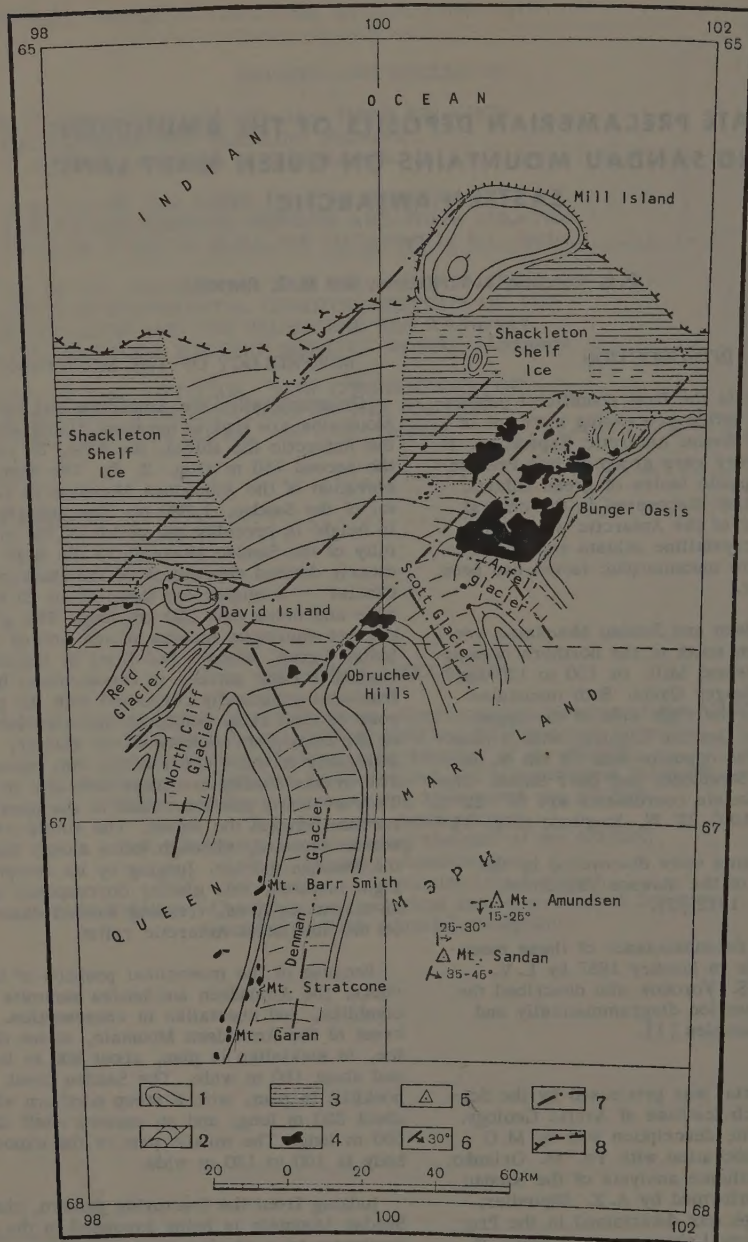 98 100 102
65 65
INDIAN OCEAN
Mill Island
Shackleton
Shelf
Ice
Shackleton
Shelf
Ice
Bunger Oasis
Anfel
glacier
Scott Glacier
David Island
Obruchev
Hills
Reid
Glacier
North Cliff
Glacier
MARY LAND
67 67
QUEEN
МЭРИ
Denman Glacier
Mt. Barr Smith
Mt. Amundsen
15-25°
25-30°
Mt. Sandan
35-45°
Mt. Stratcone
Mt. Garan
1 3 5 7
2 4 30° 6 8
20 0 20 40 60 КМ
68 68
98 100 102